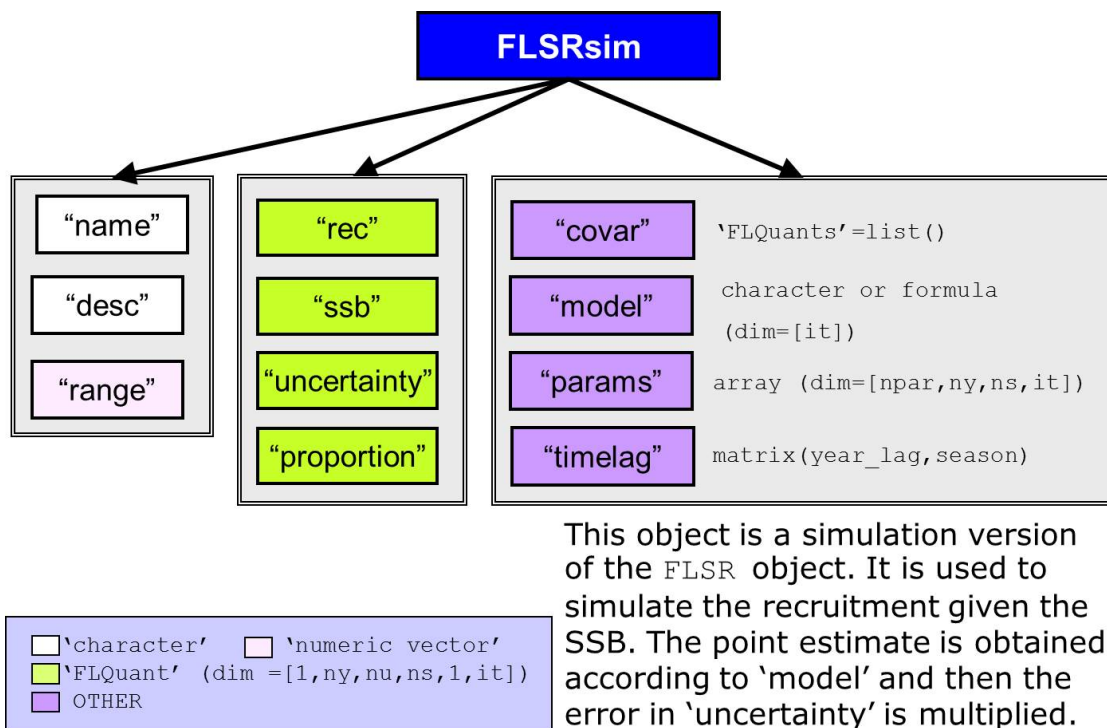 FLSRsim
“name”
“desc”
“range”
“rec”
“ssb”
“uncertainty”
“proportion”
“covar” ‘FLQuants’=list()
“model” character or formula
(dim=[it])
“params” array (dim=[npar,ny,ns,it])
“timelag” matrix(year_lag,season)
This object is a simulation version
of the FLSR object. It is used to
simulate the recruitment given the
SSB. The point estimate is obtained
according to ‘model’ and then the
error in ‘uncertainty’ is multiplied.
‘character’ ‘numeric vector’
‘FLQuant’ (dim =[1,ny,nu,ns,1,it])
OTHER